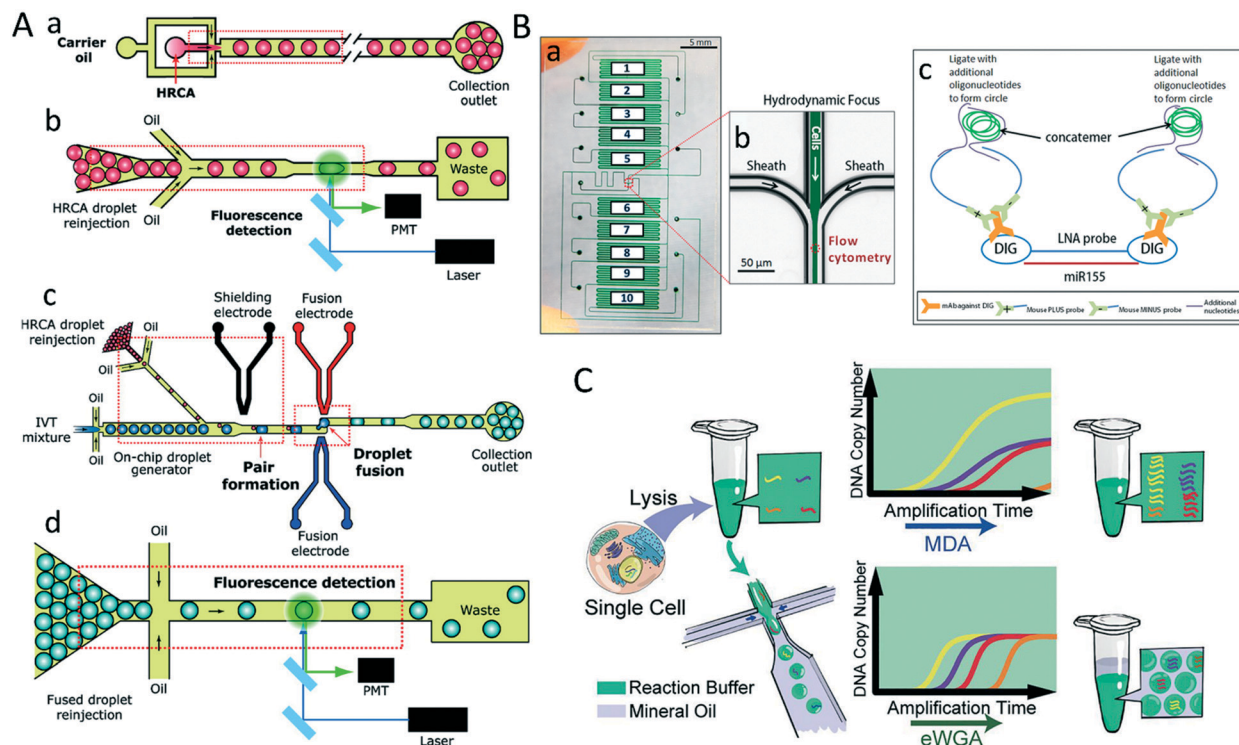 A
a
Carrier
oil
HRCA
Collection
outlet
b
Oil
Oil
HRCA droplet
reinjection
Fluorescence
detection
PMT
Laser
Waste
c
HRCA droplet
reinjection
Oil
Oil
Shielding
electrode
Fusion
electrode
IVT
mixture
Oil
Oil
On-chip droplet
generator
Pair
formation
Droplet
fusion
Fusion
electrode
Collection
outlet
d
Oil
Oil
Fluorescence detection
Waste
Fused droplet
reinjection
PMT
Laser
B
a
5 mm
1
2
3
4
5
6
7
8
9
10
Hydrodynamic Focus
b
Cells
Sheath
Sheath
Flow
cytometry
50 µm
c
Ligate with
additional
oligonucleotides
to form circle
Ligate with
additional
oligonucleotides
to form circle
concatemer
+
-
+
-
DIG
DIG
LNA probe
miR155
mAb against DIG
+
Mouse PLUS probe
-
Mouse MINUS probe
Additional
nucleotides
C
Lysis
Single Cell
Reaction Buffer
Mineral Oil
DNA Copy Number
Amplification Time
MDA
DNA Copy Number
Amplification Time
eWGA